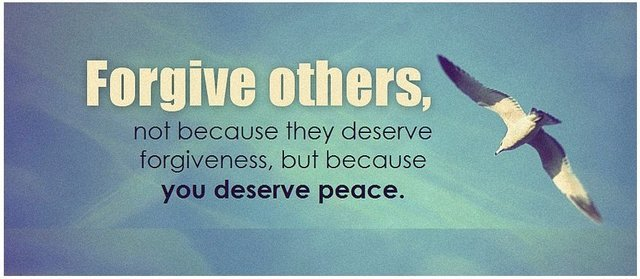 Forgive others,
not because they deserve
forgiveness, but because
you deserve peace.